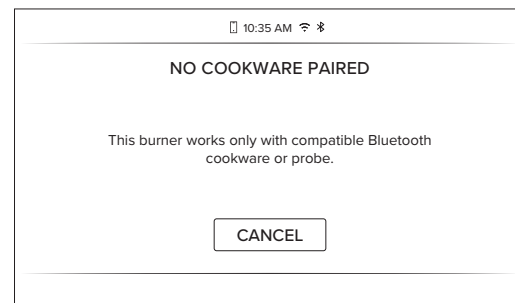 10:35 AM
NO COOKWARE PAIRED
This burner works only with compatible Bluetooth
cookware or probe.
CANCEL